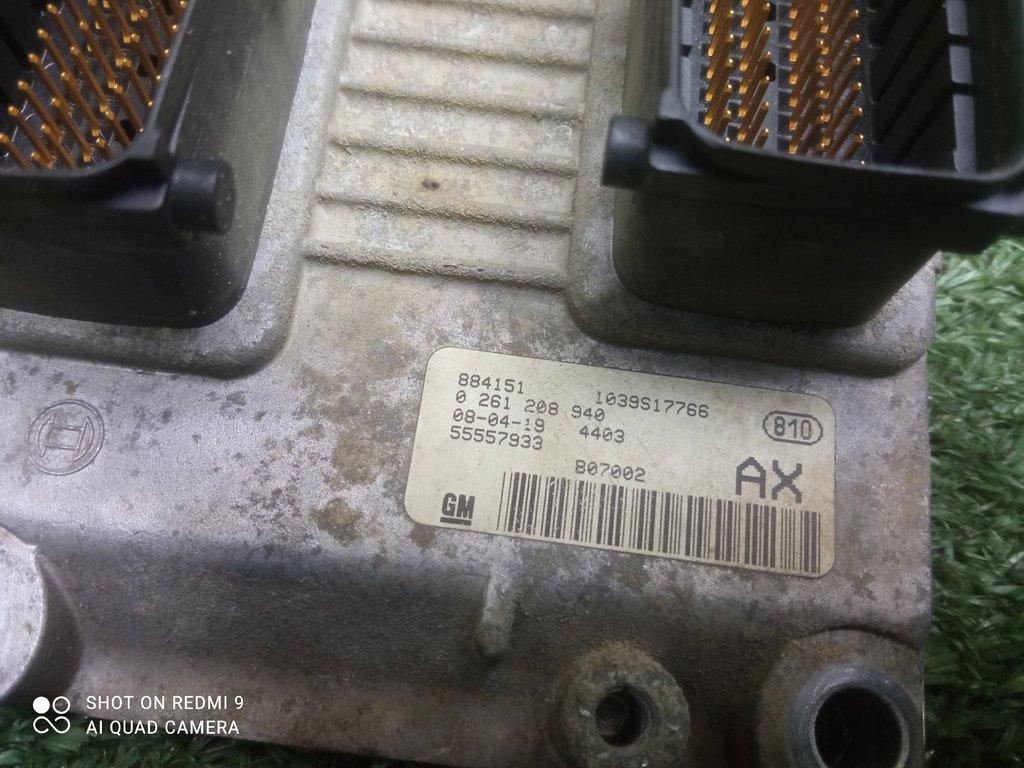 884151 1039S17766
0 261 208 940
810
08-04-19 4403
55557933
B07002
AX
GM
SHOT ON REDMI 9
AI QUAD CAMERA